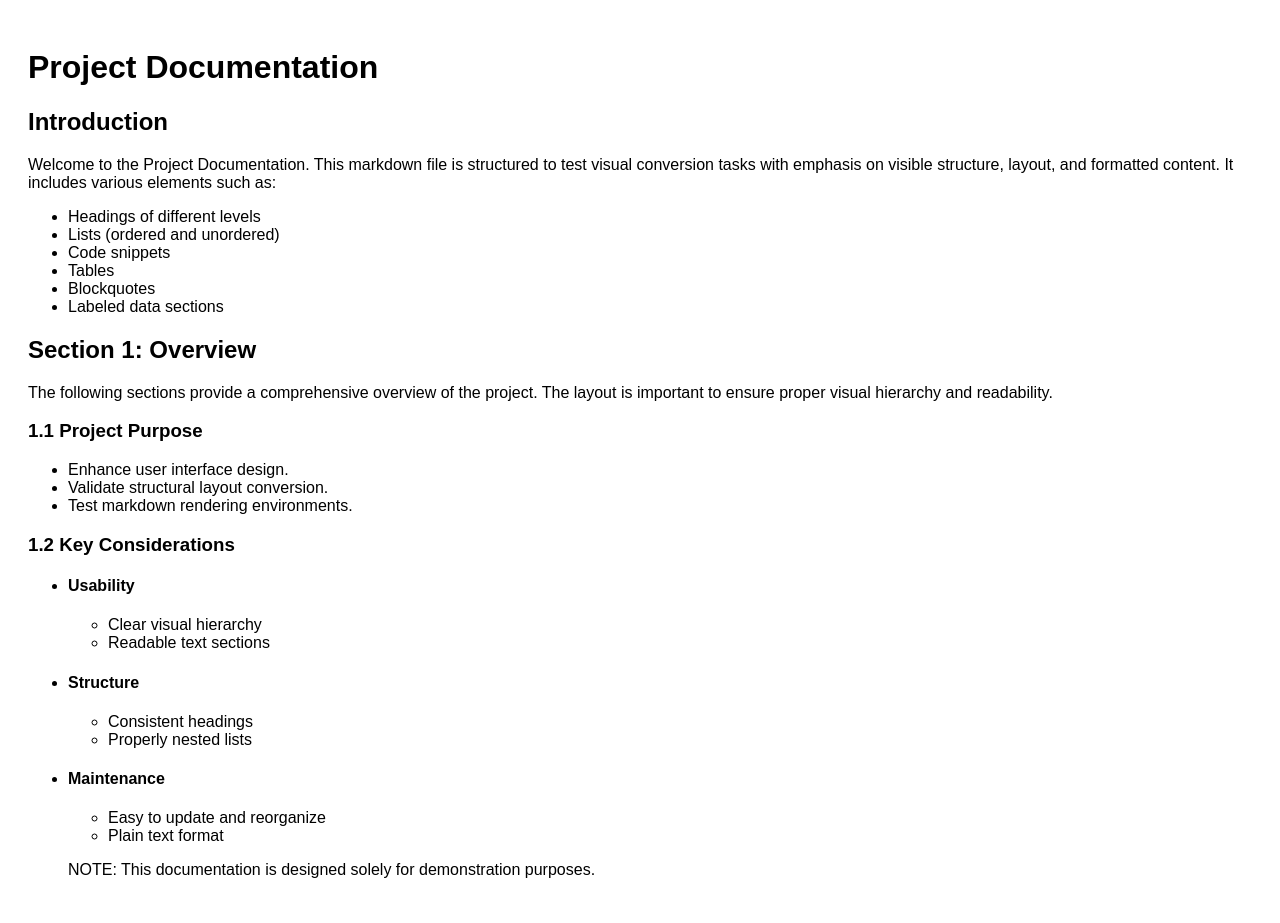 Project Documentation
Introduction
Welcome to the Project Documentation. This markdown file is structured to test visual conversion tasks with emphasis on visible structure, layout, and formatted content. It
includes various elements such as:
Headings of different levels
Lists (ordered and unordered)
Code snippets
Tables
Blockquotes
Labeled data sections
Section 1: Overview
The following sections provide a comprehensive overview of the project. The layout is important to ensure proper visual hierarchy and readability.
1.1 Project Purpose
Enhance user interface design.
Validate structural layout conversion.
Test markdown rendering environments.
1.2 Key Considerations
Usability
Clear visual hierarchy
Readable text sections
Structure
Consistent headings
Properly nested lists
Maintenance
Easy to update and reorganize
Plain text format
NOTE: This documentation is designed solely for demonstration purposes.